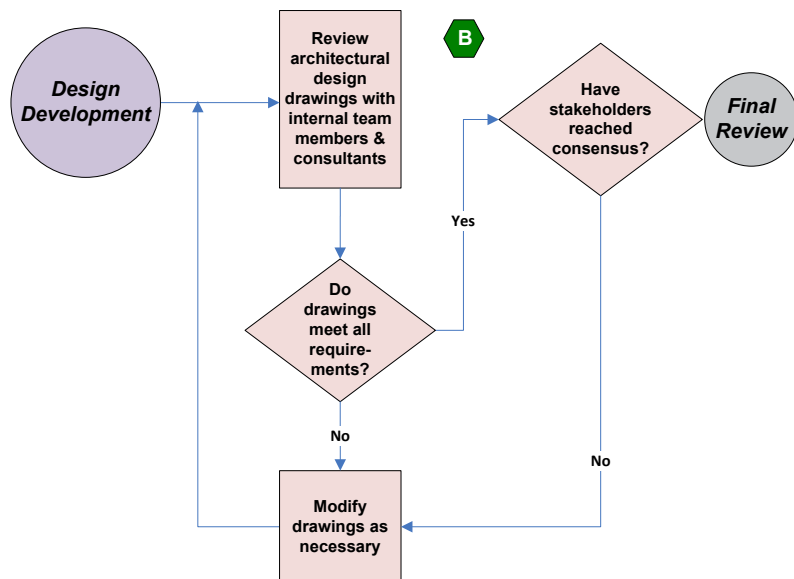 Design
Development
Review
architectural
design
drawings with
internal team
members &
consultants
B
Have
stakeholders
reached
consensus?
Final
Review
Yes
Do
drawings
meet all
require-
ments?
No
No
Modify
drawings as
necessary